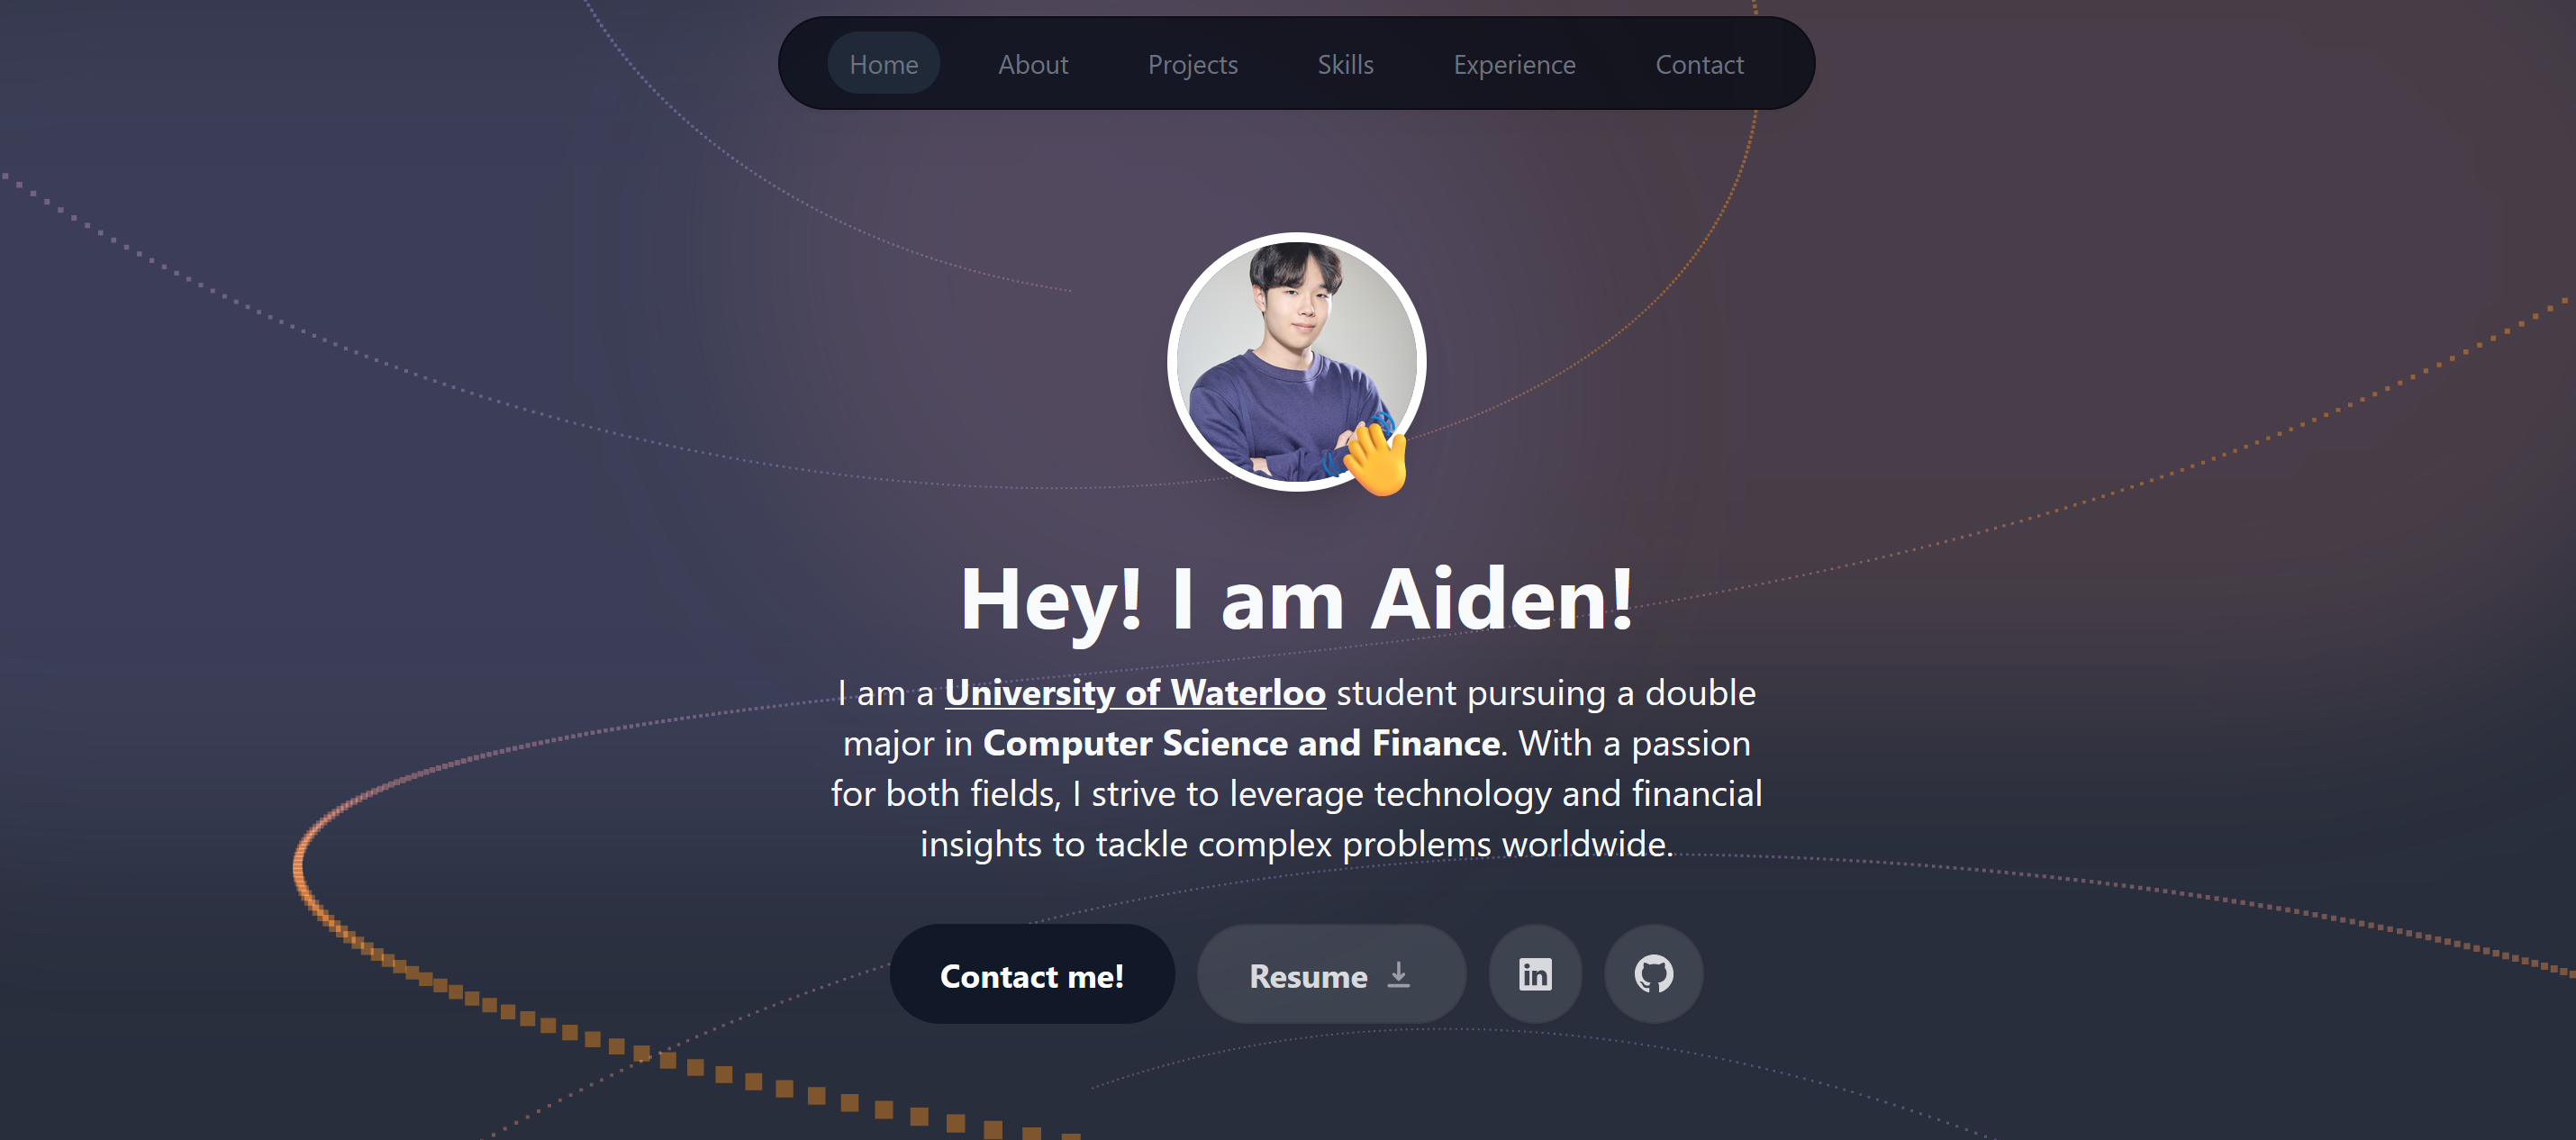 Home About Projects Skills Experience Contact
Hey! I am Aiden!
I am a University of Waterloo student pursuing a double
major in Computer Science and Finance. With a passion
for both fields, I strive to leverage technology and financial
insights to tackle complex problems worldwide.
Contact me! Resume in